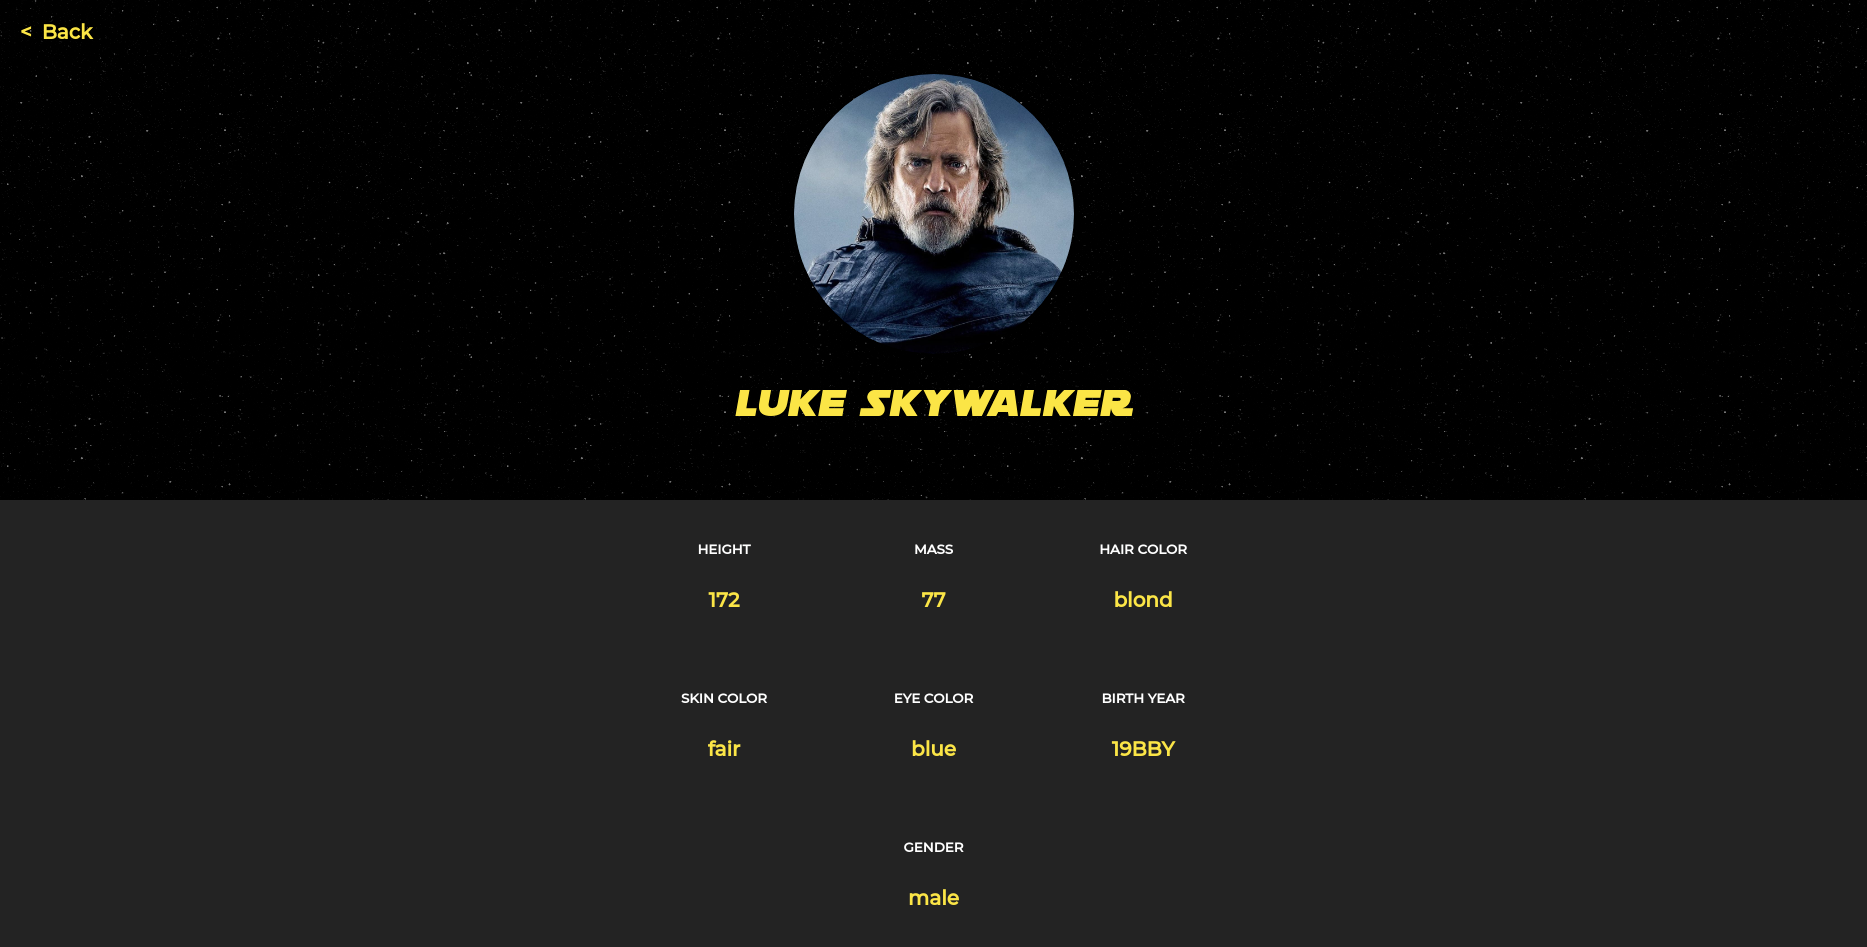 < Back
LUKE SKYWALKER
HEIGHT MASS HAIR COLOR
172 77 blond
SKIN COLOR EYE COLOR BIRTH YEAR
fair blue 19BBY
GENDER
male